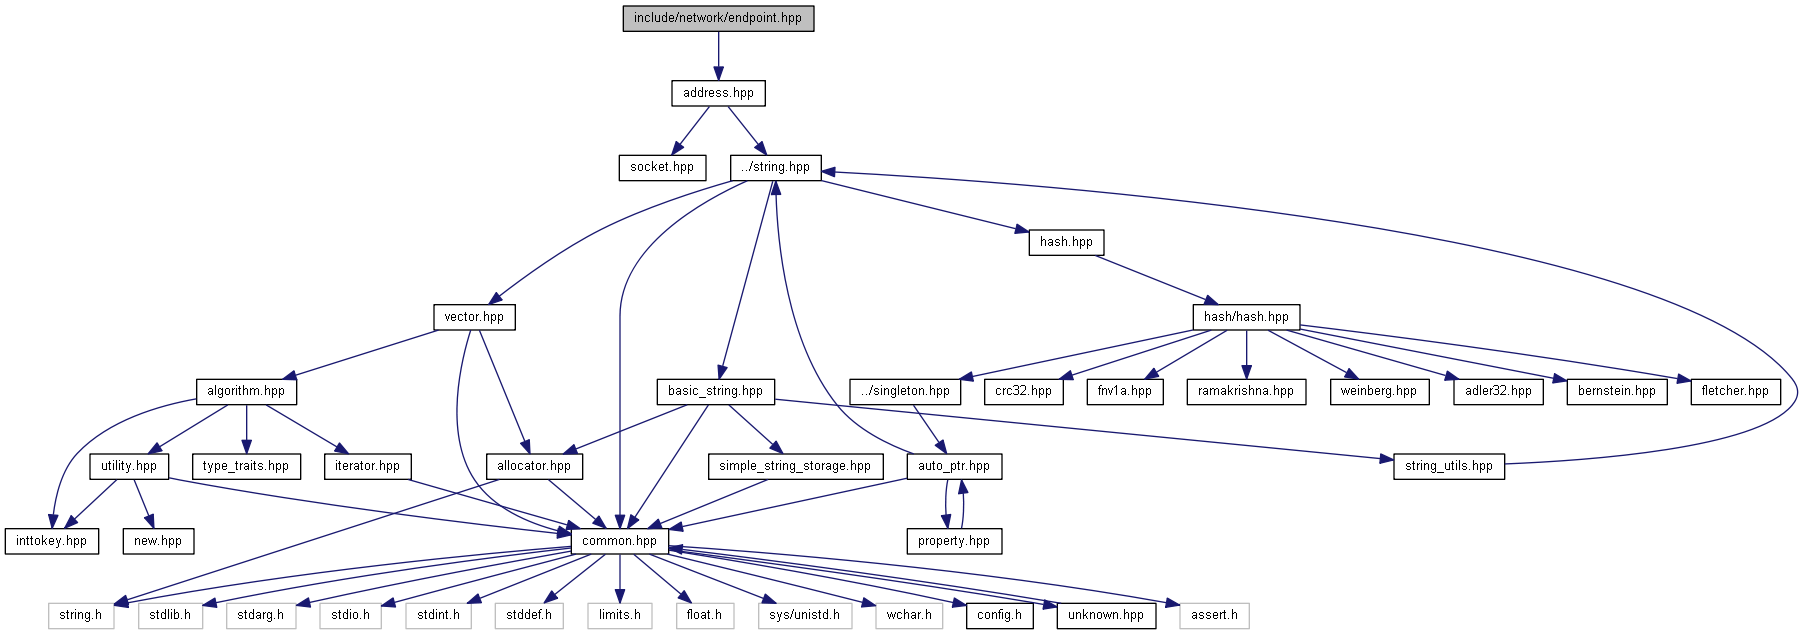 include/network/endpoint.hpp
address.hpp
socket.hpp
../string.hpp
hash.hpp
vector.hpp
hash/hash.hpp
algorithm.hpp
basic_string.hpp
../singleton.hpp
crc32.hpp
fnv1a.hpp
ramakrishna.hpp
weinberg.hpp
adler32.hpp
bernstein.hpp
fletcher.hpp
utility.hpp
type_traits.hpp
iterator.hpp
allocator.hpp
simple_string_storage.hpp
auto_ptr.hpp
string_utils.hpp
inttokey.hpp
new.hpp
common.hpp
property.hpp
string.h
stdlib.h
stdarg.h
stdio.h
stdint.h
stddef.h
limits.h
float.h
sys/unistd.h
wchar.h
config.h
unknown.hpp
assert.h